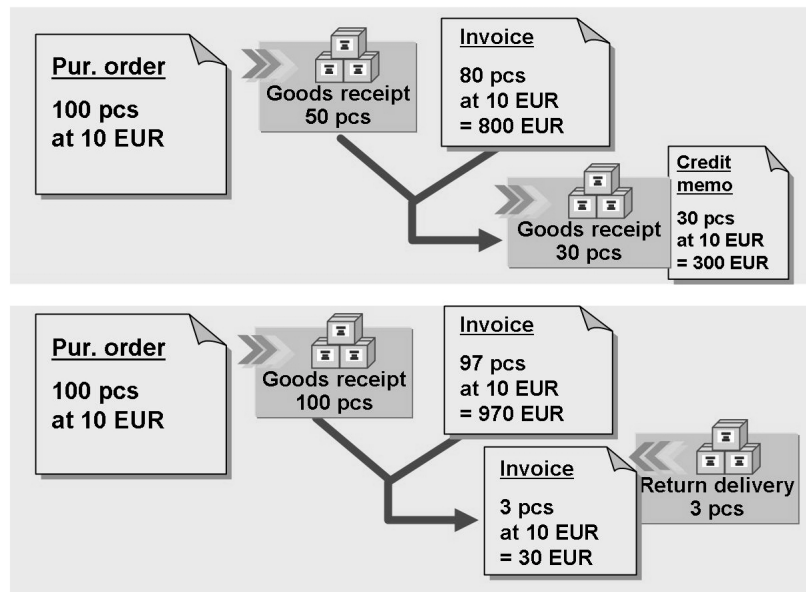 Pur. order
100 pcs
at 10 EUR
Goods receipt
50 pcs
Invoice
80 pcs
at 10 EUR
= 800 EUR
Goods receipt
30 pcs
Credit
memo
30 pcs
at 10 EUR
= 300 EUR
Pur. order
100 pcs
at 10 EUR
Goods receipt
100 pcs
Invoice
97 pcs
at 10 EUR
= 970 EUR
Invoice
3 pcs
at 10 EUR
= 30 EUR
Return delivery
3 pcs